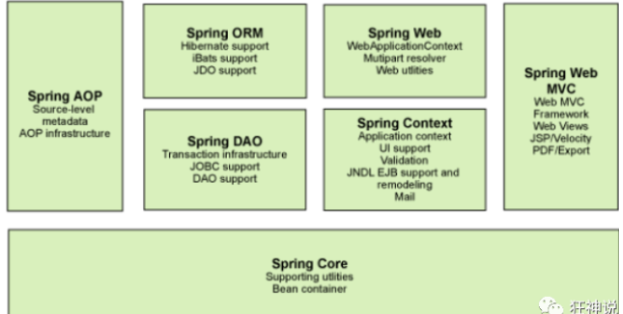 Spring AOP
Source-level
metadata
AOP infrastructure
Spring ORM
Hibernate support
iBats support
JDO support
Spring DAO
Transaction infrastructure
JOBC support
DAO support
Spring Web
WebApplicationContext
Mutipart resolver
Web utlities
Spring Context
Application context
UI support
Validation
JNDL EJB support and
remodeling
Mail
Spring Web
MVC
Web MVC
Framework
Web Views
JSP/Velocity
PDF/Export
Spring Core
Supporting utlities
Bean container
狂神说